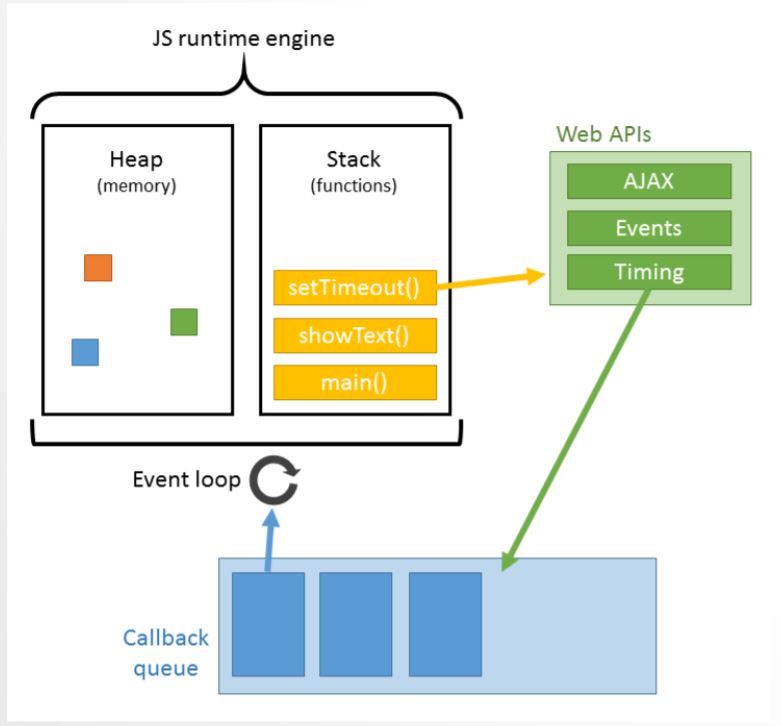 JS runtime engine
Heap
(memory)
Stack
(functions)
setTimeout()
showText()
main()
Web APIs
AJAX
Events
Timing
Event loop
Callback
queue